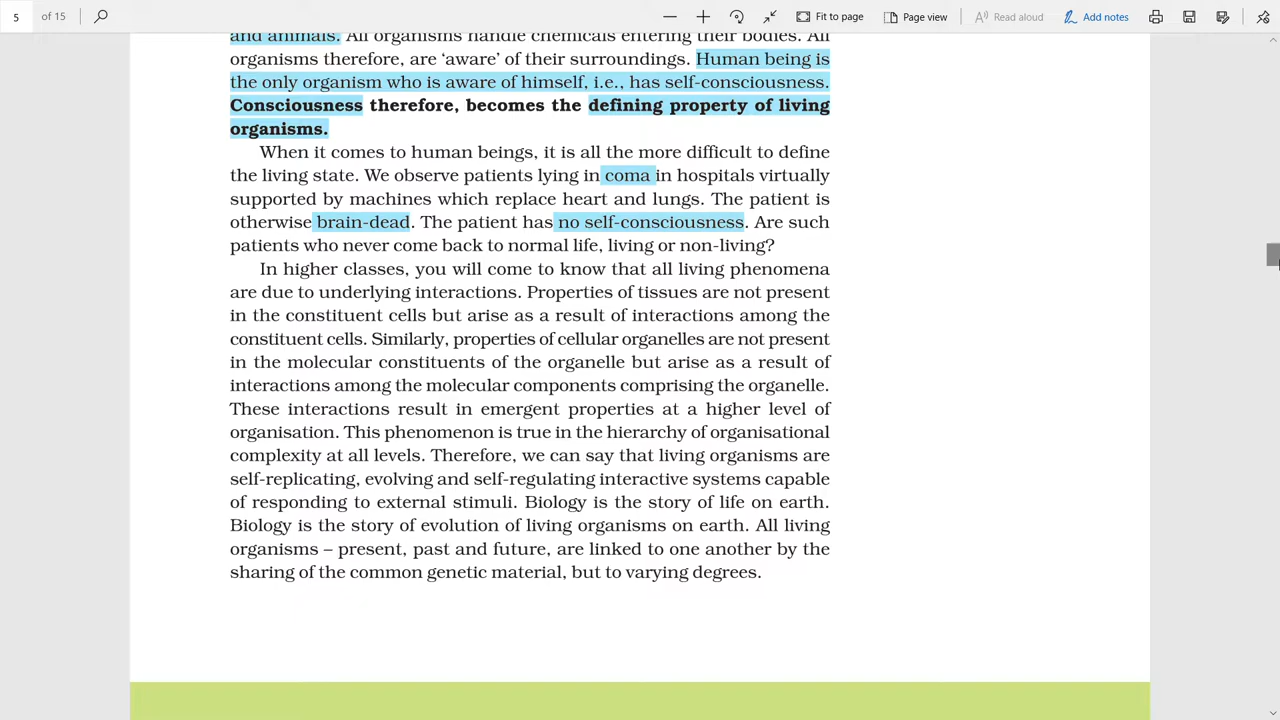 5 of 15
Fit to page
Page view
Read aloud
Add notes
and animals. All organisms handle chemicals entering their bodies. All
organisms therefore, are ‘aware’ of their surroundings. Human being is
the only organism who is aware of himself, i.e., has self-consciousness.
Consciousness therefore, becomes the defining property of living
organisms.
When it comes to human beings, it is all the more difficult to define
the living state. We observe patients lying in coma in hospitals virtually
supported by machines which replace heart and lungs. The patient is
otherwise brain-dead. The patient has no self-consciousness. Are such
patients who never come back to normal life, living or non-living?
In higher classes, you will come to know that all living phenomena
are due to underlying interactions. Properties of tissues are not present
in the constituent cells but arise as a result of interactions among the
constituent cells. Similarly, properties of cellular organelles are not present
in the molecular constituents of the organelle but arise as a result of
interactions among the molecular components comprising the organelle.
These interactions result in emergent properties at a higher level of
organisation. This phenomenon is true in the hierarchy of organisational
complexity at all levels. Therefore, we can say that living organisms are
self-replicating, evolving and self-regulating interactive systems capable
of responding to external stimuli. Biology is the story of life on earth.
Biology is the story of evolution of living organisms on earth. All living
organisms – present, past and future, are linked to one another by the
sharing of the common genetic material, but to varying degrees.